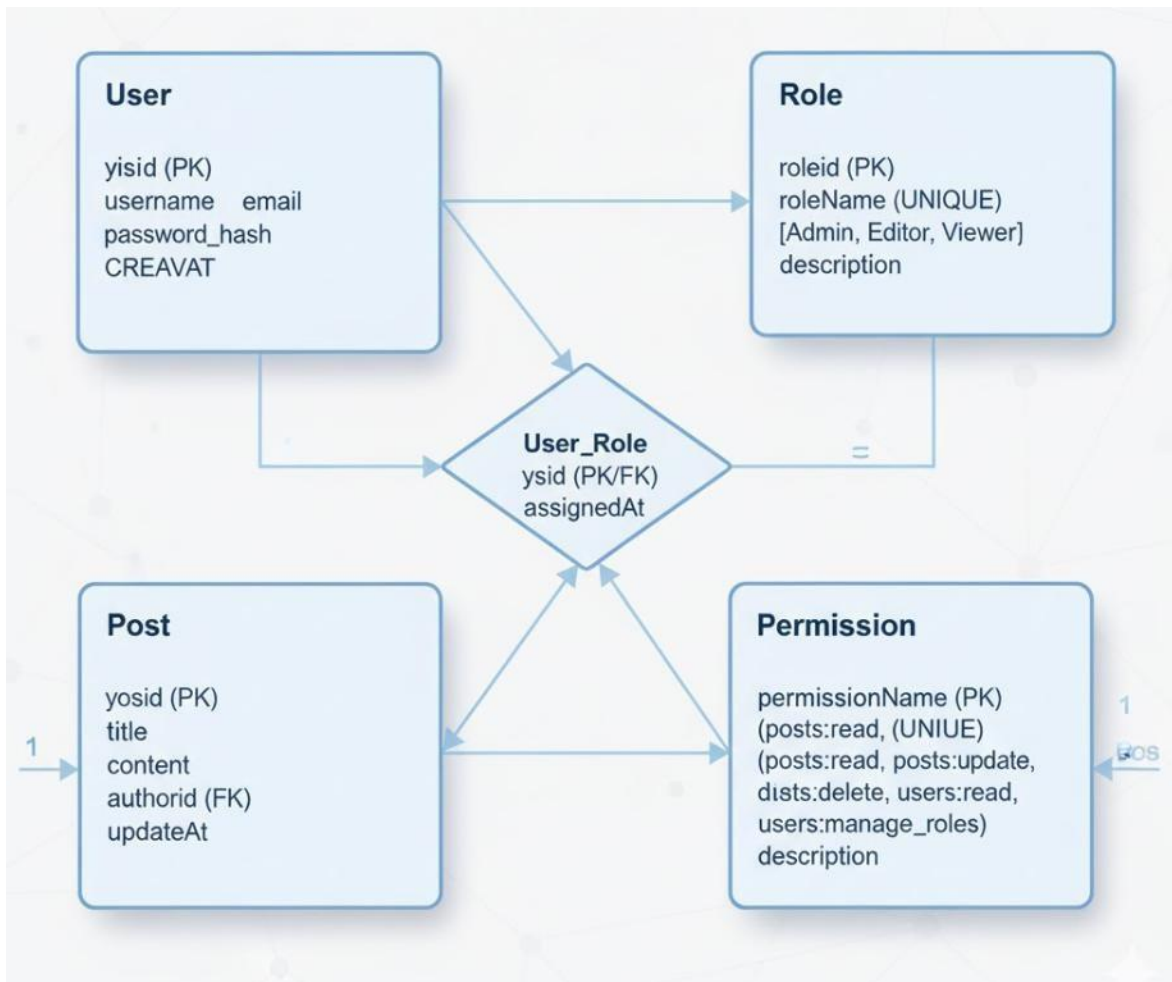 User
yisid (PK)
username email
password_hash
CREAVAT
Role
roleid (PK)
roleName (UNIQUE)
[Admin, Editor, Viewer]
description
User_Role
ysid (PK/FK)
assignedAt
=
Post
yosid (PK)
title
content
authorid (FK)
updateAt
1
Permission
permissionName (PK)
(posts:read, (UNIUE)
(posts:read, posts:update,
dists:delete, users:read,
users:manage_roles)
description
1